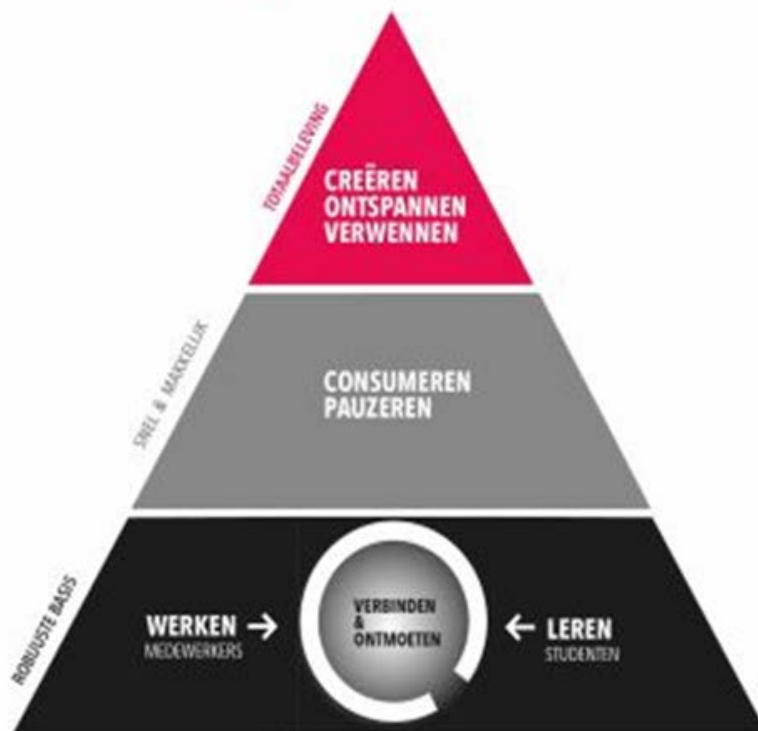 TOTAALBELEVING
CREËREN
ONTSPANNEN
VERWENNEN
SNEL & MAKKELIJK
CONSUMEREN
PAUZEREN
ROBUUSTE BASIS
WERKEN →
MEDEWERKERS
VERBINDEN
&
ONTMOETEN
← LEREN
STUDENTEN